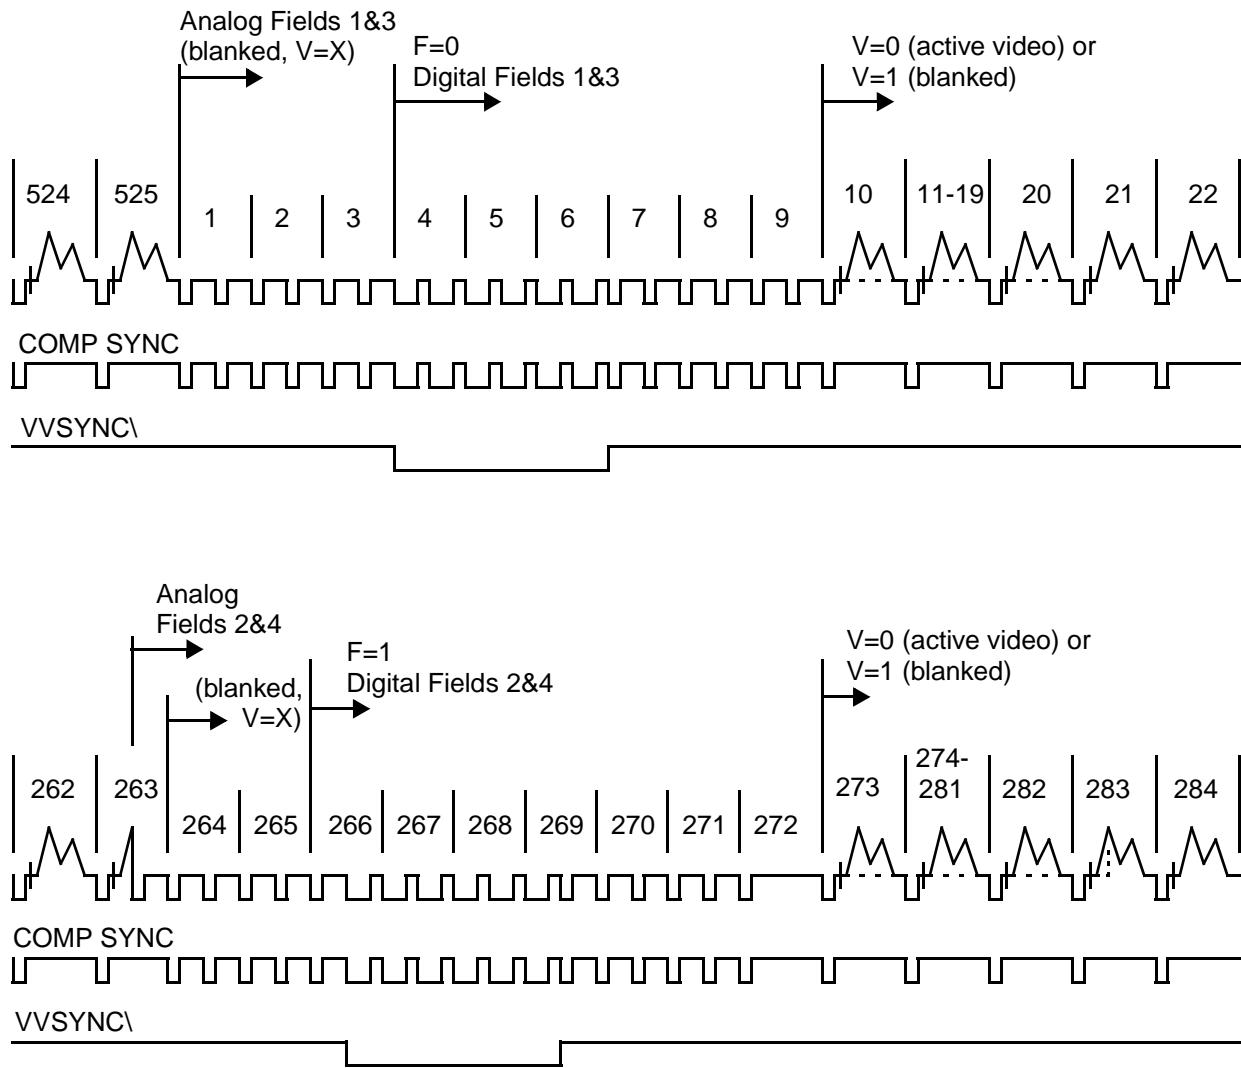 Analog Fields 1&3
(blanked, V=X)
F=0
Digital Fields 1&3
V=0 (active video) or
V=1 (blanked)
524 525 1 2 3 4 5 6 7 8 9 10 11-19 20 21 22
COMP SYNC
VVSYNC\
Analog
Fields 2&4
(blanked,
V=X)
F=1
Digital Fields 2&4
V=0 (active video) or
V=1 (blanked)
262 263 264 265 266 267 268 269 270 271 272 273 274-
281 282 283 284
COMP SYNC
VVSYNC\